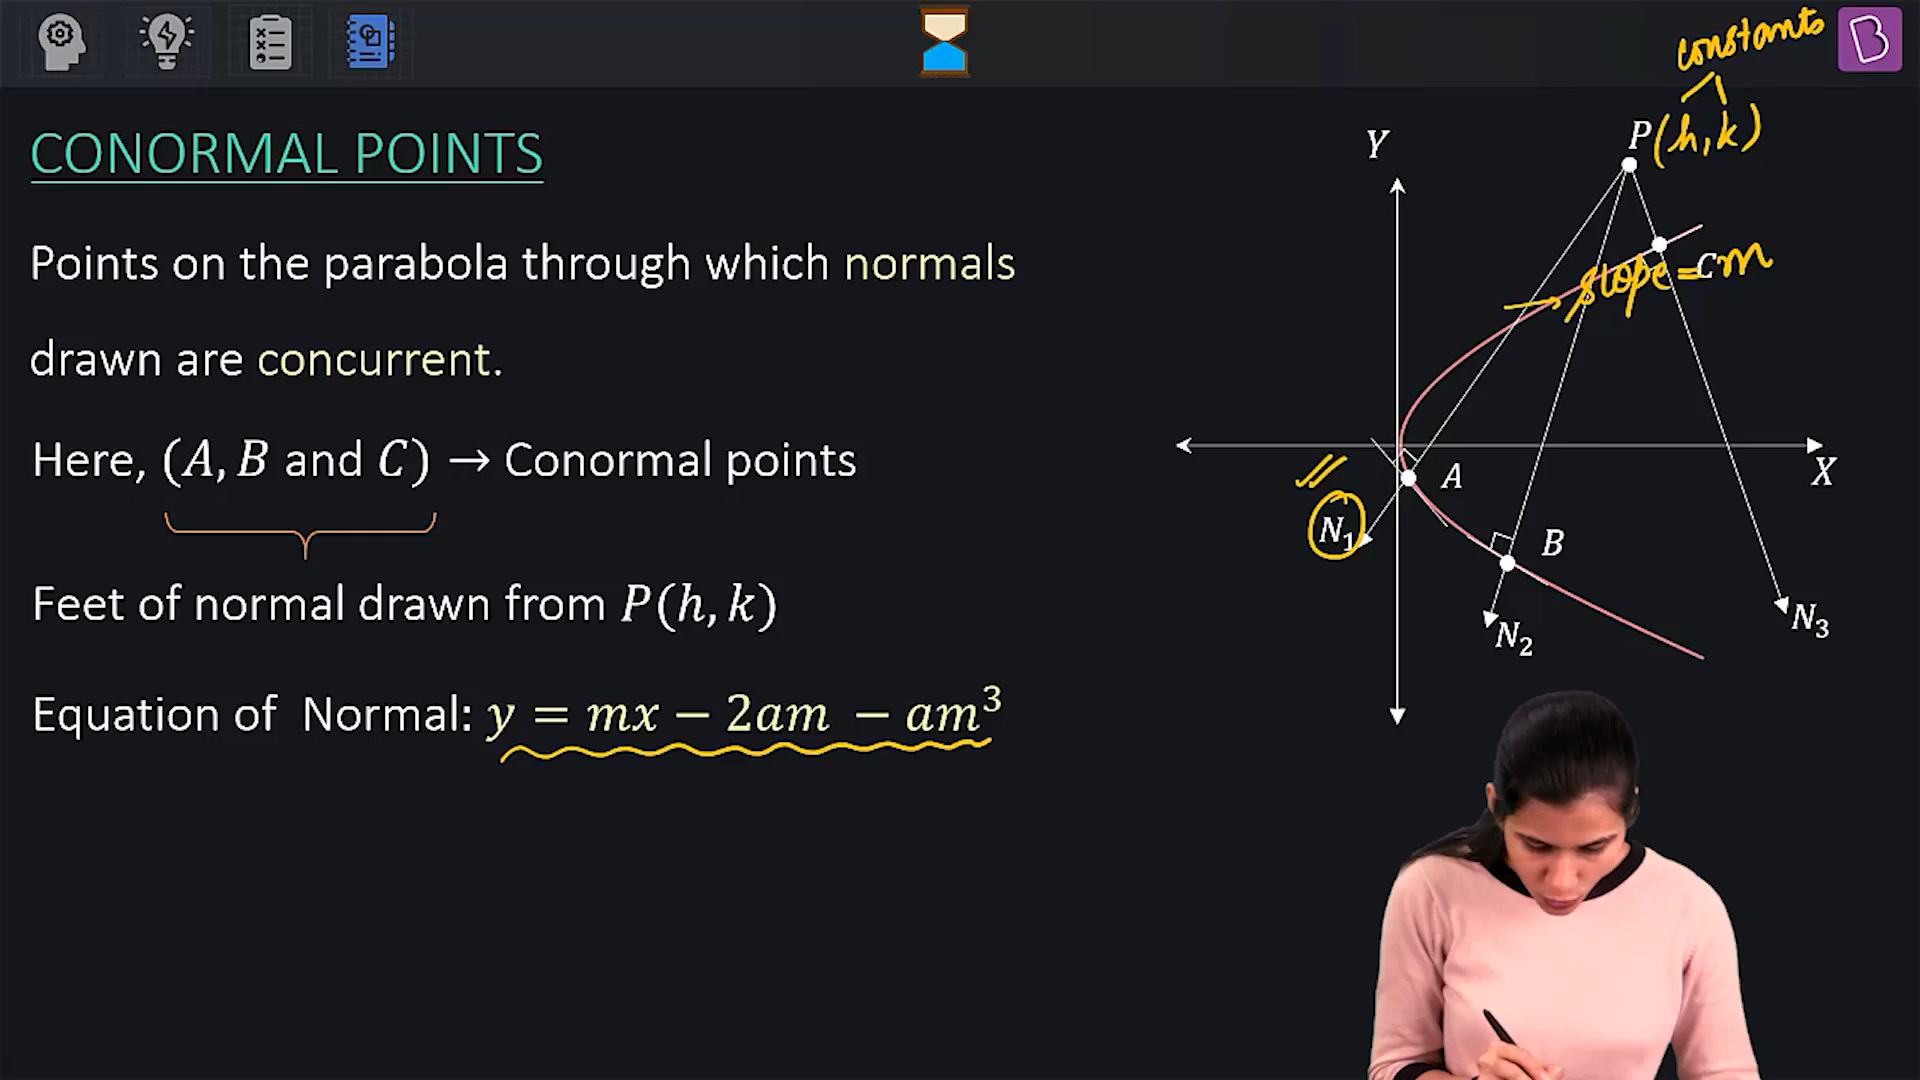 constants
CONORMAL POINTS
P(h, k)
Y
Points on the parabola through which normals
slope = m
C
drawn are concurrent.
Here, (A, B and C) → Conormal points
A
X
N₁
B
Feet of normal drawn from P(h, k)
N₂
N₃
Equation of Normal: y = mx − 2am − am³